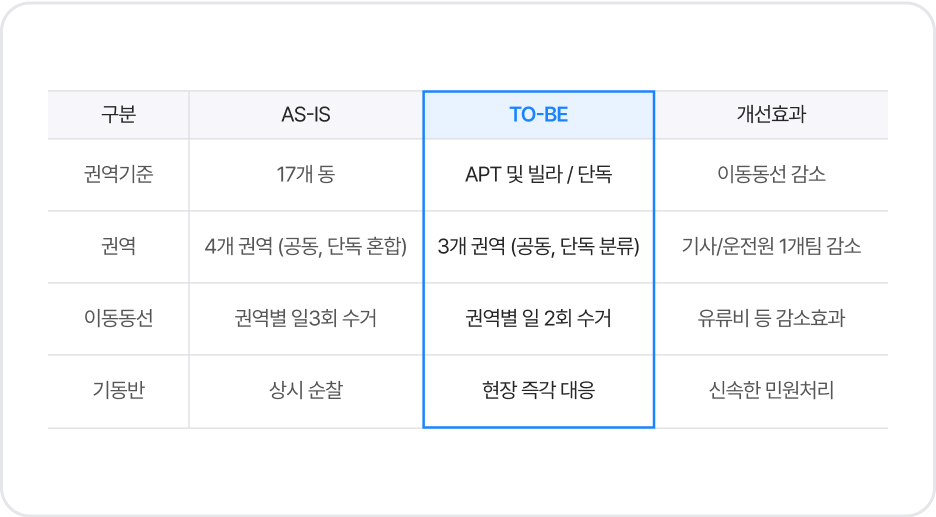 구분 AS-IS TO-BE 개선효과
권역기준 17개 동 APT 및 빌라 / 단독 이동동선 감소
권역 4개 권역 (공동, 단독 혼합) 3개 권역 (공동, 단독 분류) 기사/운전원 1개팀 감소
이동동선 권역별 일3회 수거 권역별 일 2회 수거 유류비 등 감소효과
기동반 상시 순찰 현장 즉각 대응 신속한 민원처리